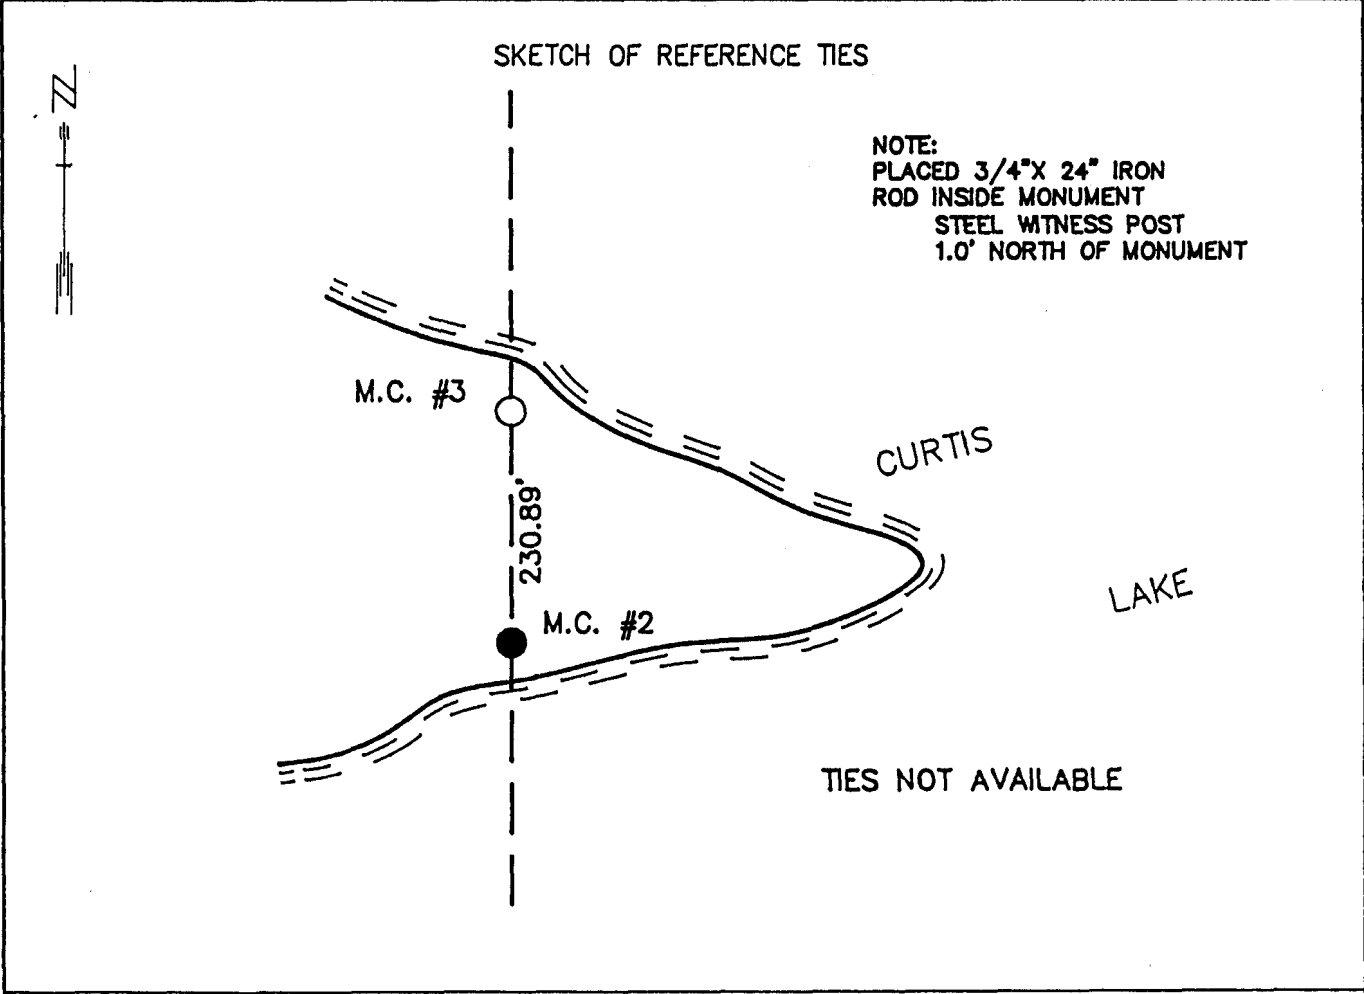 SKETCH OF REFERENCE TIES
N
NOTE:
PLACED 3/4"X 24" IRON
ROD INSIDE MONUMENT
STEEL WITNESS POST
1.0' NORTH OF MONUMENT
M.C. #3
CURTIS
230.89'
LAKE
M.C. #2
TIES NOT AVAILABLE